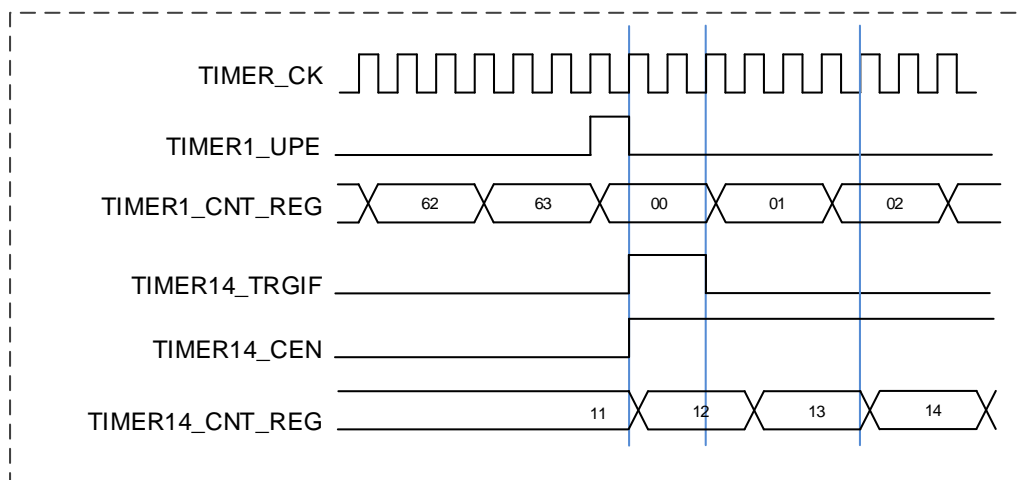 TIMER_CK
TIMER1_UPE
TIMER1_CNT_REG 62 63 00 01 02
TIMER14_TRGIF
TIMER14_CEN
TIMER14_CNT_REG 11 12 13 14